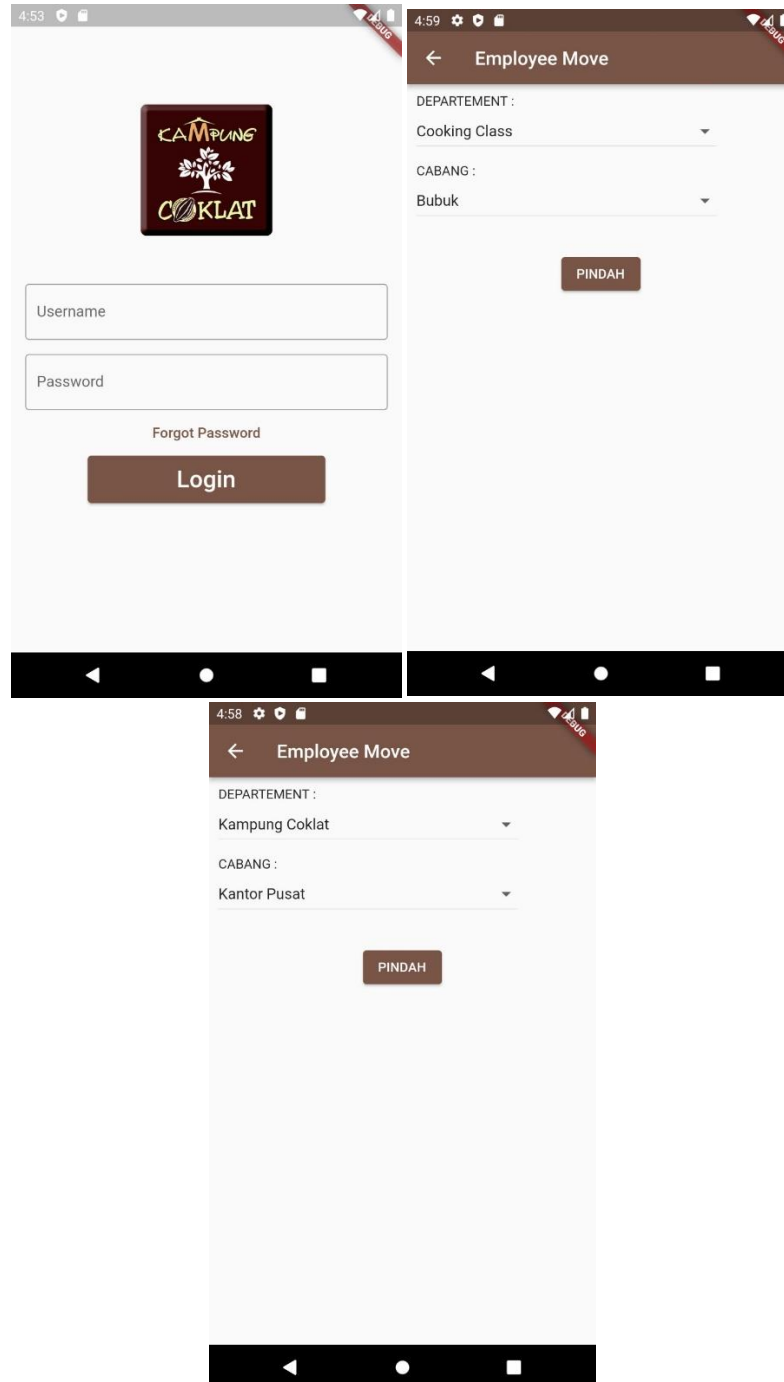 4:53
DEBUG
KAMPUNG
COKLAT
Username
Password
Forgot Password
Login
4:59
DEBUG
Employee Move
DEPARTEMENT :
Cooking Class
CABANG :
Bubuk
PINDAH
4:58
DEBUG
Employee Move
DEPARTEMENT :
Kampung Coklat
CABANG :
Kantor Pusat
PINDAH